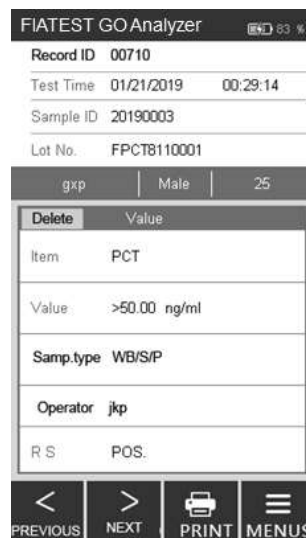 FIATEST GO Analyzer 83 %
Record ID 00710
Test Time 01/21/2019 00:29:14
Sample ID 20190003
Lot No. FPCT8110001
gxp Male 25
Delete Value
Item PCT
Value >50.00 ng/ml
Samp.type WB/S/P
Operator jkp
R S POS.
< > 
PREVIOUS NEXT PRINT MENUS